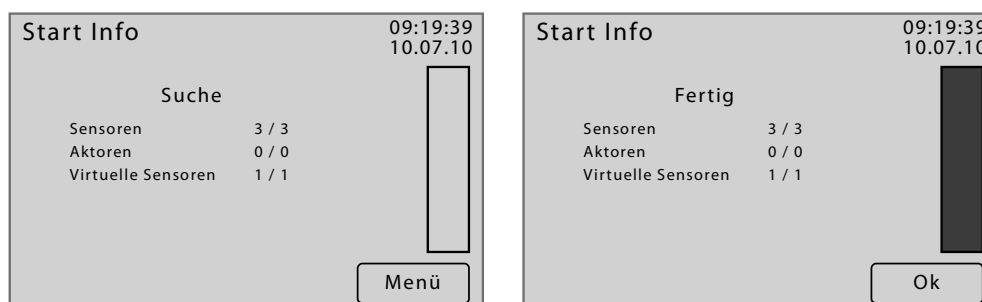 Start Info
09:19:39
10.07.10
Suche
Sensoren 3 / 3
Aktoren 0 / 0
Virtuelle Sensoren 1 / 1
Menü
Start Info
09:19:39
10.07.10
Fertig
Sensoren 3 / 3
Aktoren 0 / 0
Virtuelle Sensoren 1 / 1
Ok